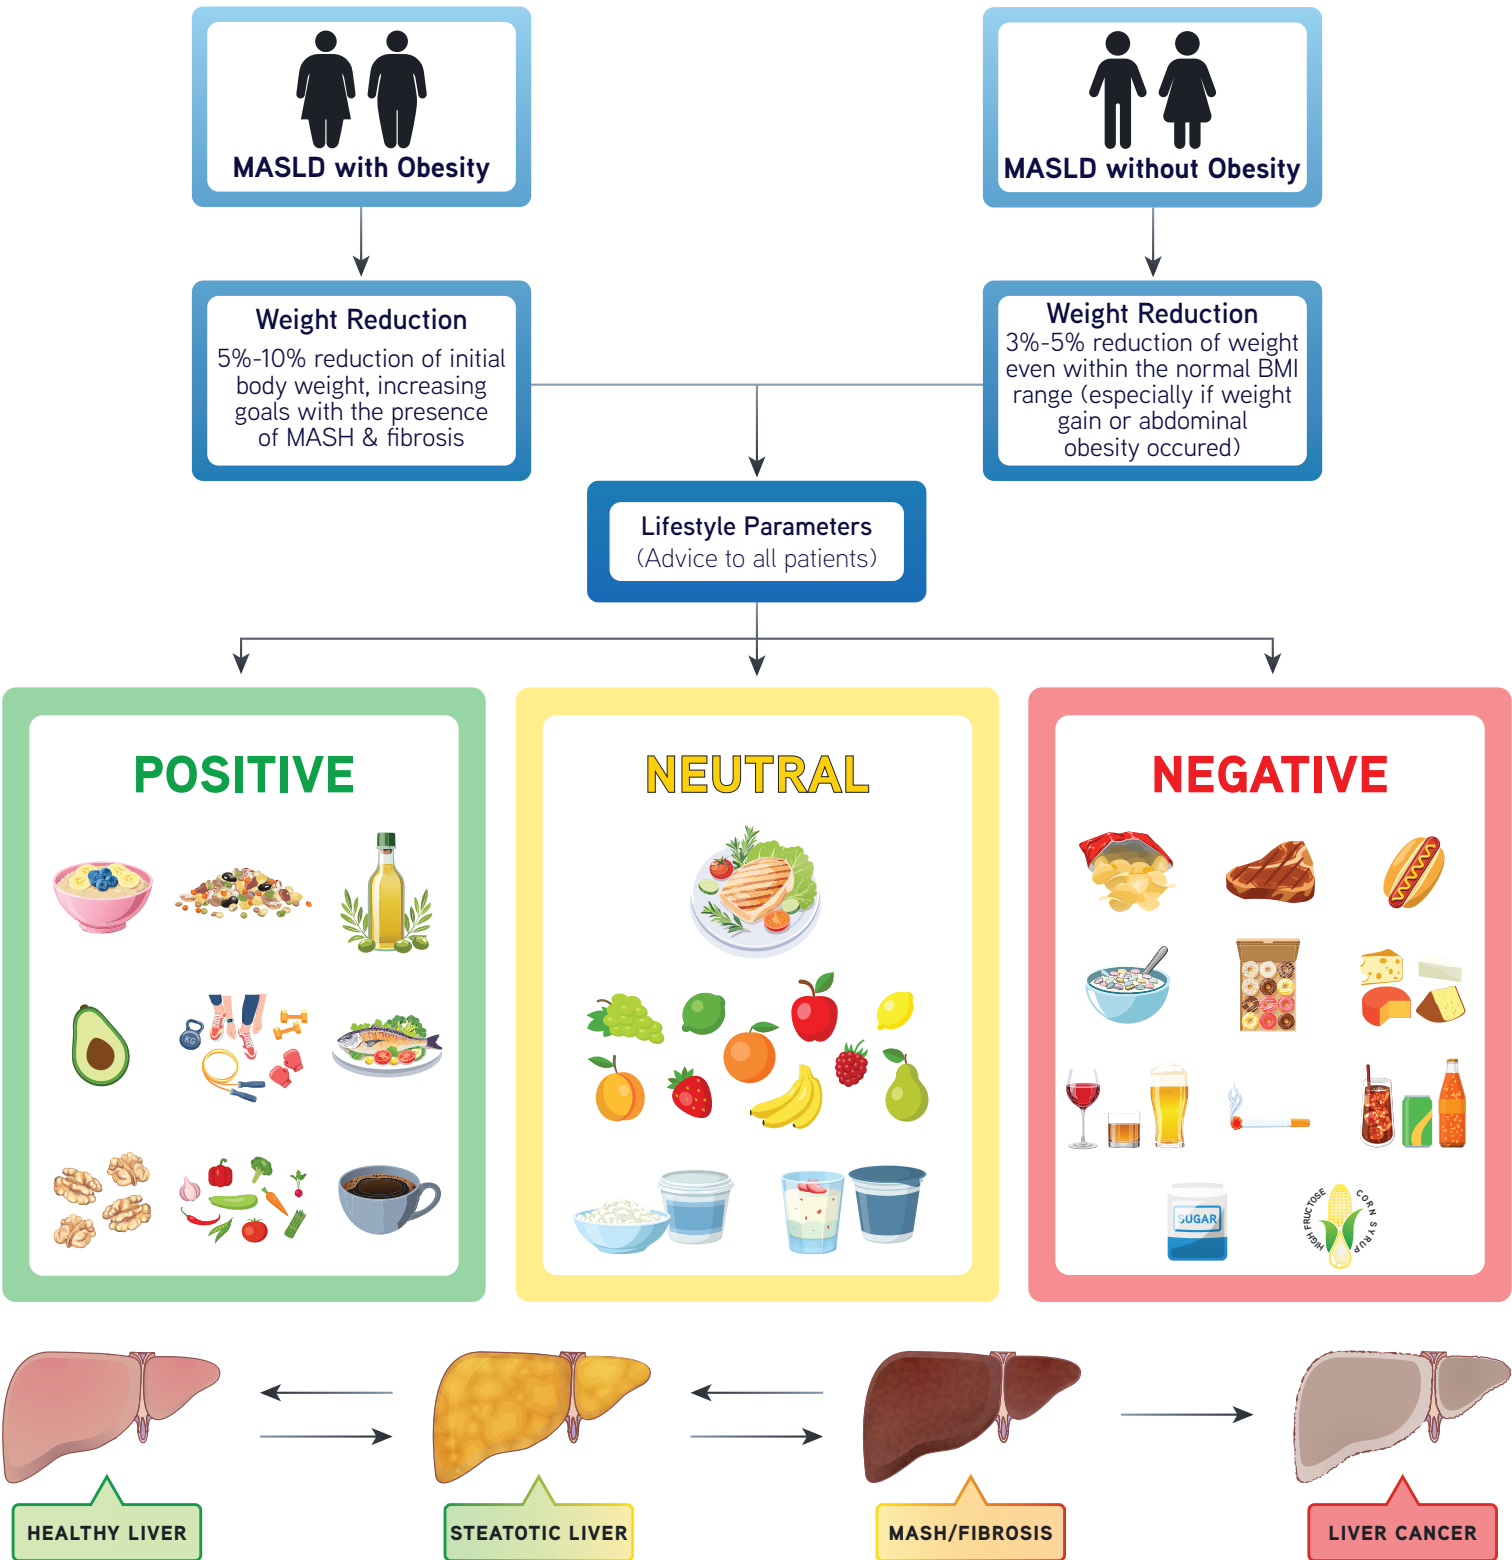 MASLD with Obesity
MASLD without Obesity
Weight Reduction
5%-10% reduction of initial
body weight, increasing
goals with the presence
of MASH & fibrosis
Weight Reduction
3%-5% reduction of weight
even within the normal BMI
range (especially if weight
gain or abdominal
obesity occured)
Lifestyle Parameters
(Advice to all patients)
POSITIVE
KG
NEUTRAL
NEGATIVE
SUGAR
HIGH FRUCTOSE CORN SYRUP
HEALTHY LIVER
STEATOTIC LIVER
MASH/FIBROSIS
LIVER CANCER